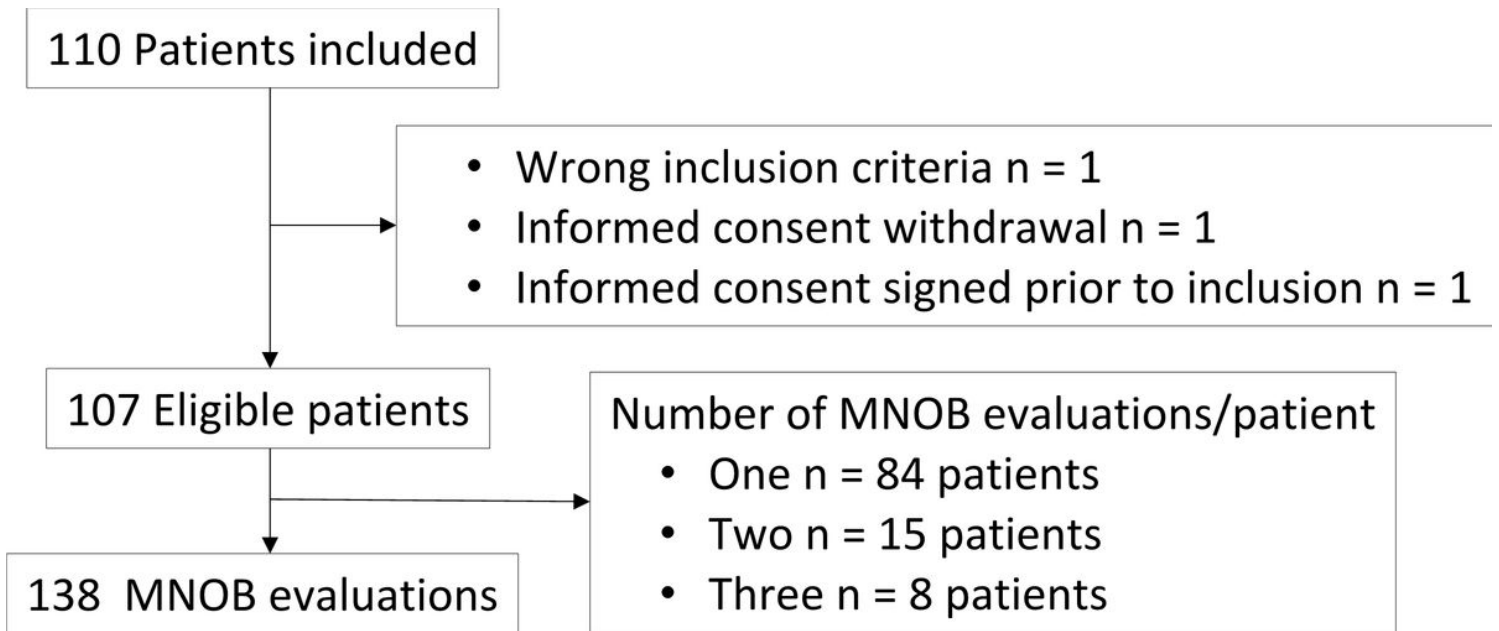 110 Patients included
• Wrong inclusion criteria n = 1
• Informed consent withdrawal n = 1
• Informed consent signed prior to inclusion n = 1
107 Eligible patients
Number of MNOB evaluations/patient
• One n = 84 patients
• Two n = 15 patients
• Three n = 8 patients
138 MNOB evaluations